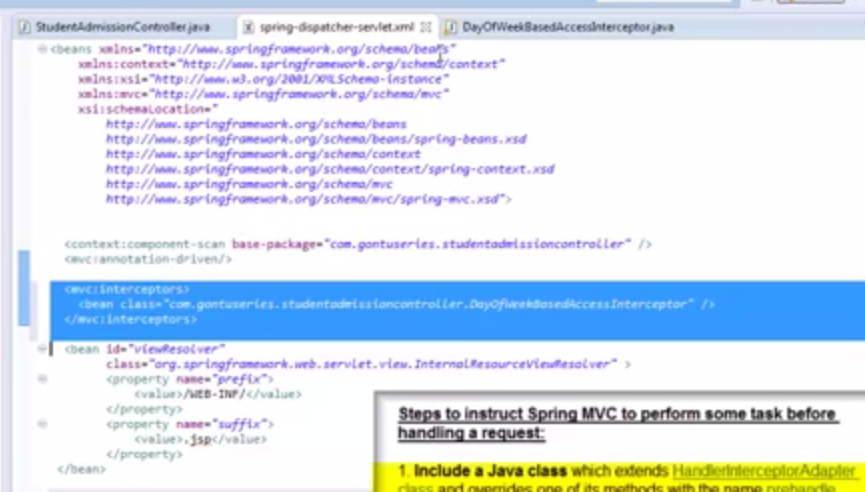 StudentAdmissionController.java spring-dispatcher-servlet.xml DayOfWeekBasedAccessInterceptor.java
<beans xmlns="http://www.springframework.org/schema/beans"
xmlns:context="http://www.springframework.org/schema/context"
xmlns:xsi="http://www.w3.org/2001/XMLSchema-instance"
xmlns:mvc="http://www.springframework.org/schema/mvc"
xsi:schemaLocation="
http://www.springframework.org/schema/beans
http://www.springframework.org/schema/beans/spring-beans.xsd
http://www.springframework.org/schema/context
http://www.springframework.org/schema/context/spring-context.xsd
http://www.springframework.org/schema/mvc
http://www.springframework.org/schema/mvc/spring-mvc.xsd">
<context:component-scan base-package="com.gontuseries.studentadmissioncontroller" />
<mvc:annotation-driven/>
<mvc:interceptors>
<bean class="com.gontuseries.studentadmissioncontroller.DayOfWeekBasedAccessInterceptor" />
</mvc:interceptors>
<bean id="viewResolver"
class="org.springframework.web.servlet.view.InternalResourceViewResolver" >
<property name="prefix">
<value>/WEB-INF/</value>
</property>
<property name="suffix">
<value>.jsp</value>
</property>
</bean>
Steps to instruct Spring MVC to perform some task before
handling a request:
1. Include a Java class which extends HandlerInterceptorAdapter
class and overrides one of its methods with the name prehandle